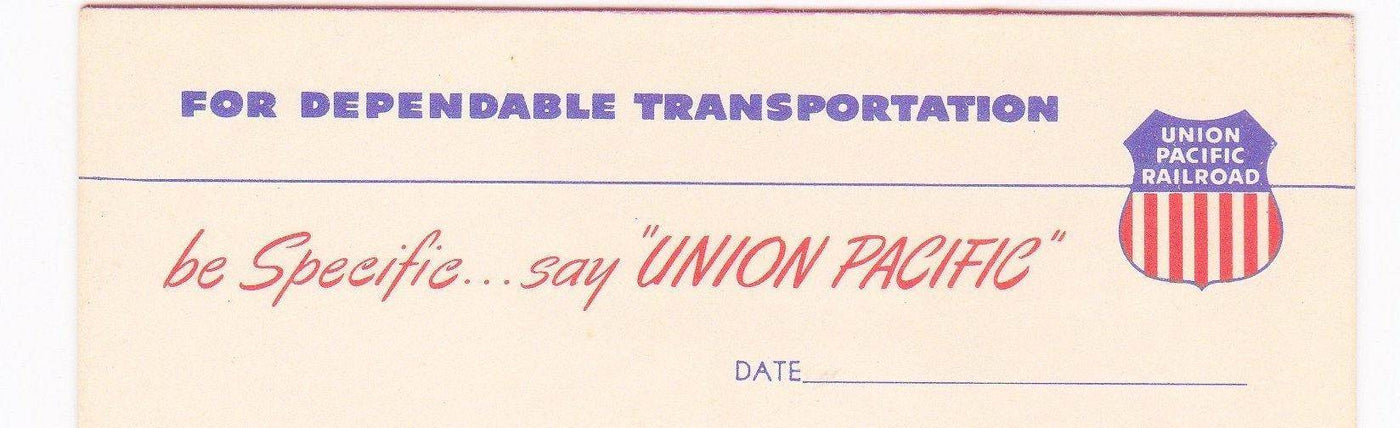 FOR DEPENDABLE TRANSPORTATION
UNION
PACIFIC
RAILROAD
be Specific...say "UNION PACIFIC"
DATE